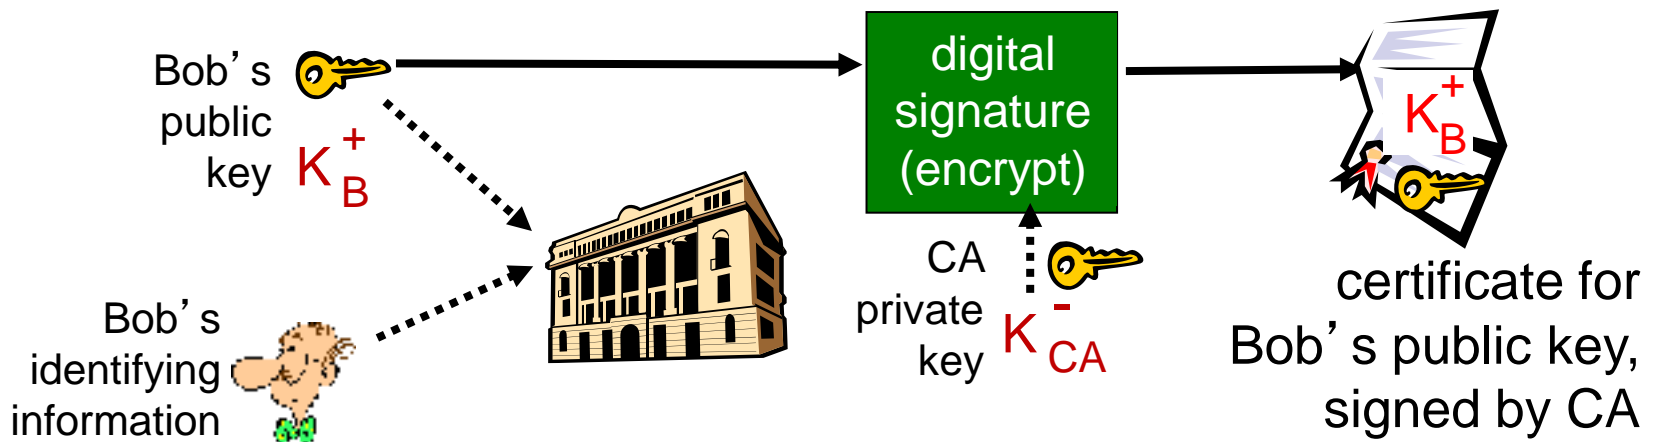 Bob’s
public
key
K B +
digital
signature
(encrypt)
K B +
Bob’s
identifying
information
CA
private
key
K CA -
certificate for
Bob’s public key,
signed by CA